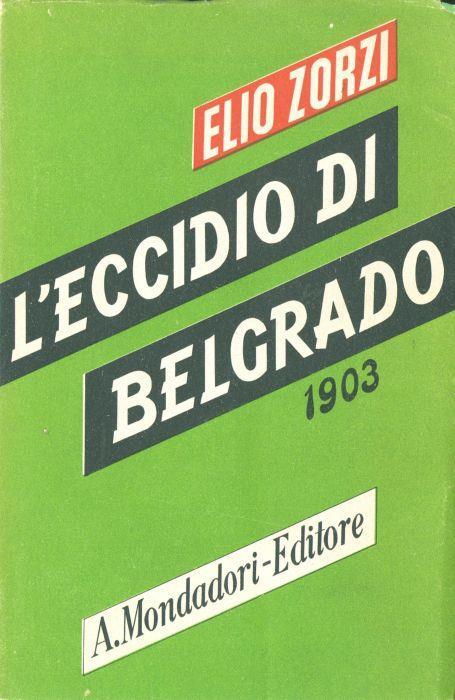 ELIO ZORZI
L'ECCIDIO DI
BELGRADO
1903
A. Mondadori-Editore